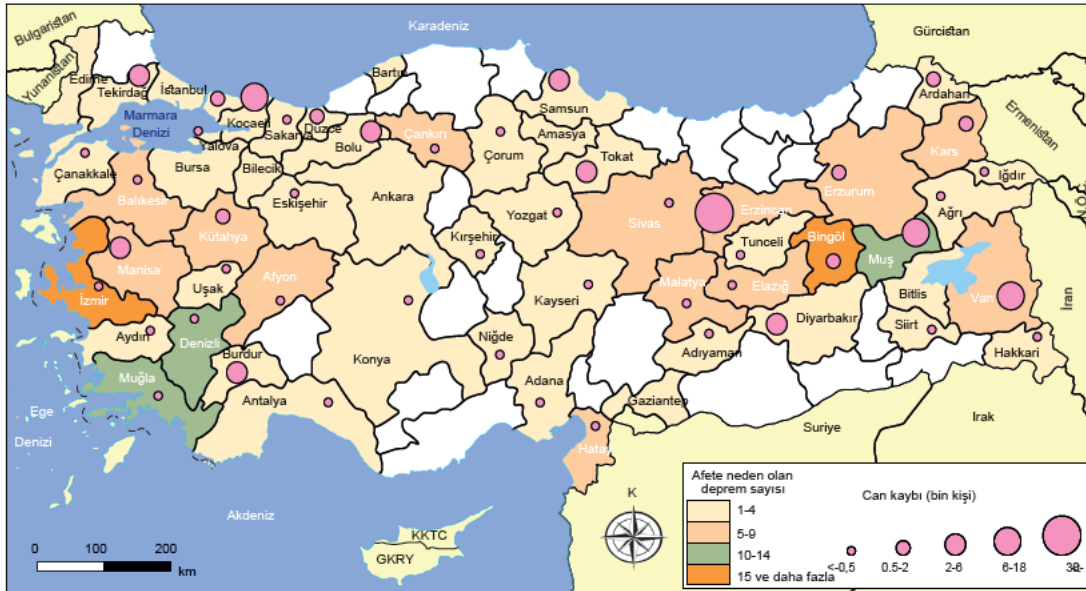 Bulgaristan
Karadeniz
Gürcistan
Yunanistan
Edirne
Tekirdağ
İstanbul
Bartın
Samsun
Ardahan
Ermenistan
Marmara
Denizi
Kocaeli
Sakarya
Düzce
Yalova
Bolu
Çankırı
Çorum
Amasya
Tokat
Kars
Çanakkale
Bursa
Bilecik
Ankara
Erzurum
Iğdır
Balıkesir
Eskişehir
Kütahya
Yozgat
Sivas
Erzincan
Ağrı
Kırşehir
Tunceli
Bingöl
Muş
Manisa
Uşak
Afyon
Kayseri
Malatya
Elazığ
Bitlis
Van
İran
İzmir
Aydın
Denizli
Burdur
Konya
Niğde
Adıyaman
Diyarbakır
Siirt
Hakkari
Muğla
Antalya
Adana
Gaziantep
Hatay
Suriye
Irak
Ege
Denizi
Akdeniz
KKTC
GKRY
K
0 100 200
km
Afete neden olan
deprem sayısı
1-4
5-9
10-14
15 ve daha fazla
Can kaybı (bin kişi)
<-0,5 0.5-2 2-6 6-18